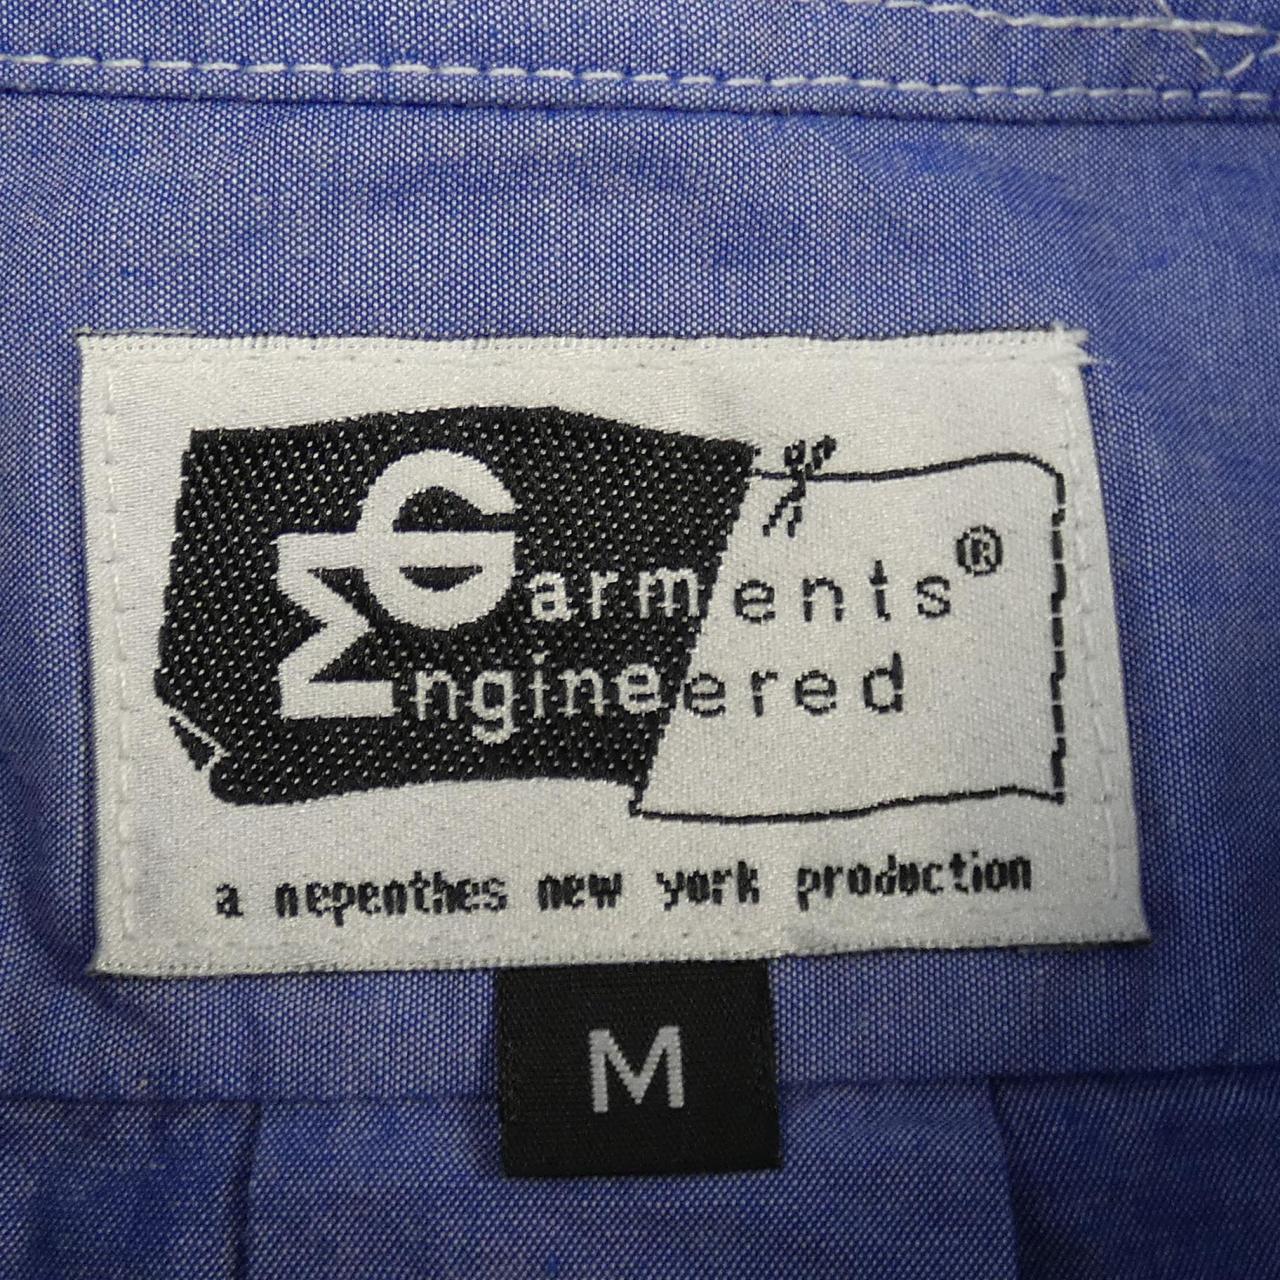 Garments®
Engineered
a nepenthes new york production
M